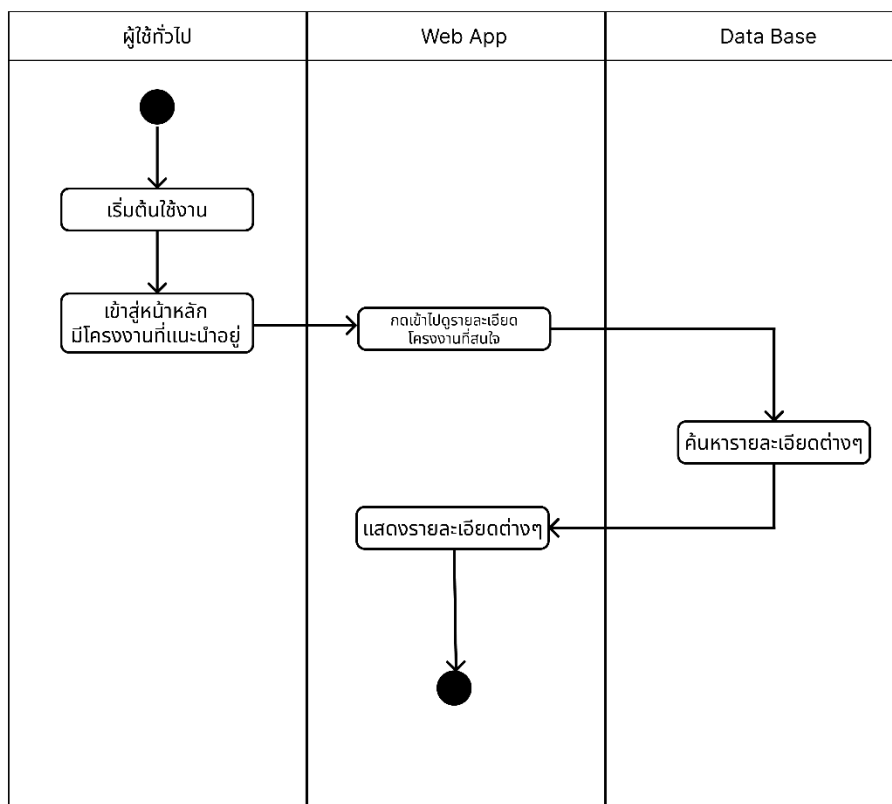 ผู้ใช้ทั่วไป
Web App
Data Base
เริ่มต้นใช้งาน
เข้าสู่หน้าหลัก
มีโครงงานที่แนะนำอยู่
กดเข้าไปดูรายละเอียด
โครงงานที่สนใจ
ค้นหารายละเอียดต่างๆ
แสดงรายละเอียดต่างๆ